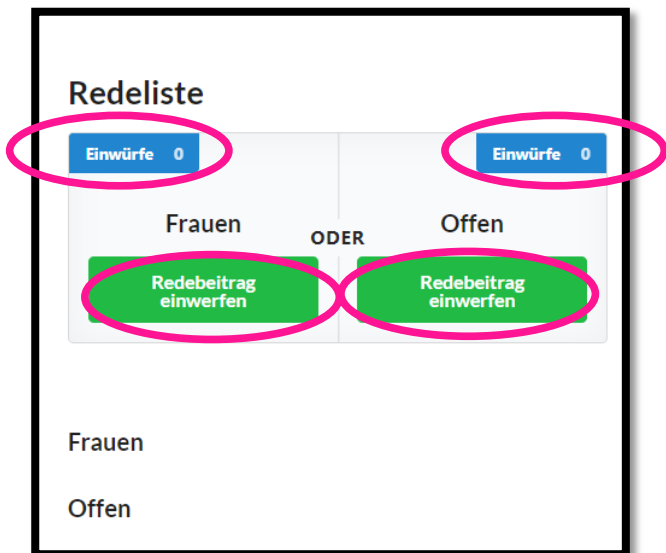 Redeliste
Einwürfe 0
Einwürfe 0
Frauen
ODER
Offen
Redebeitrag
einwerfen
Redebeitrag
einwerfen
Frauen
Offen